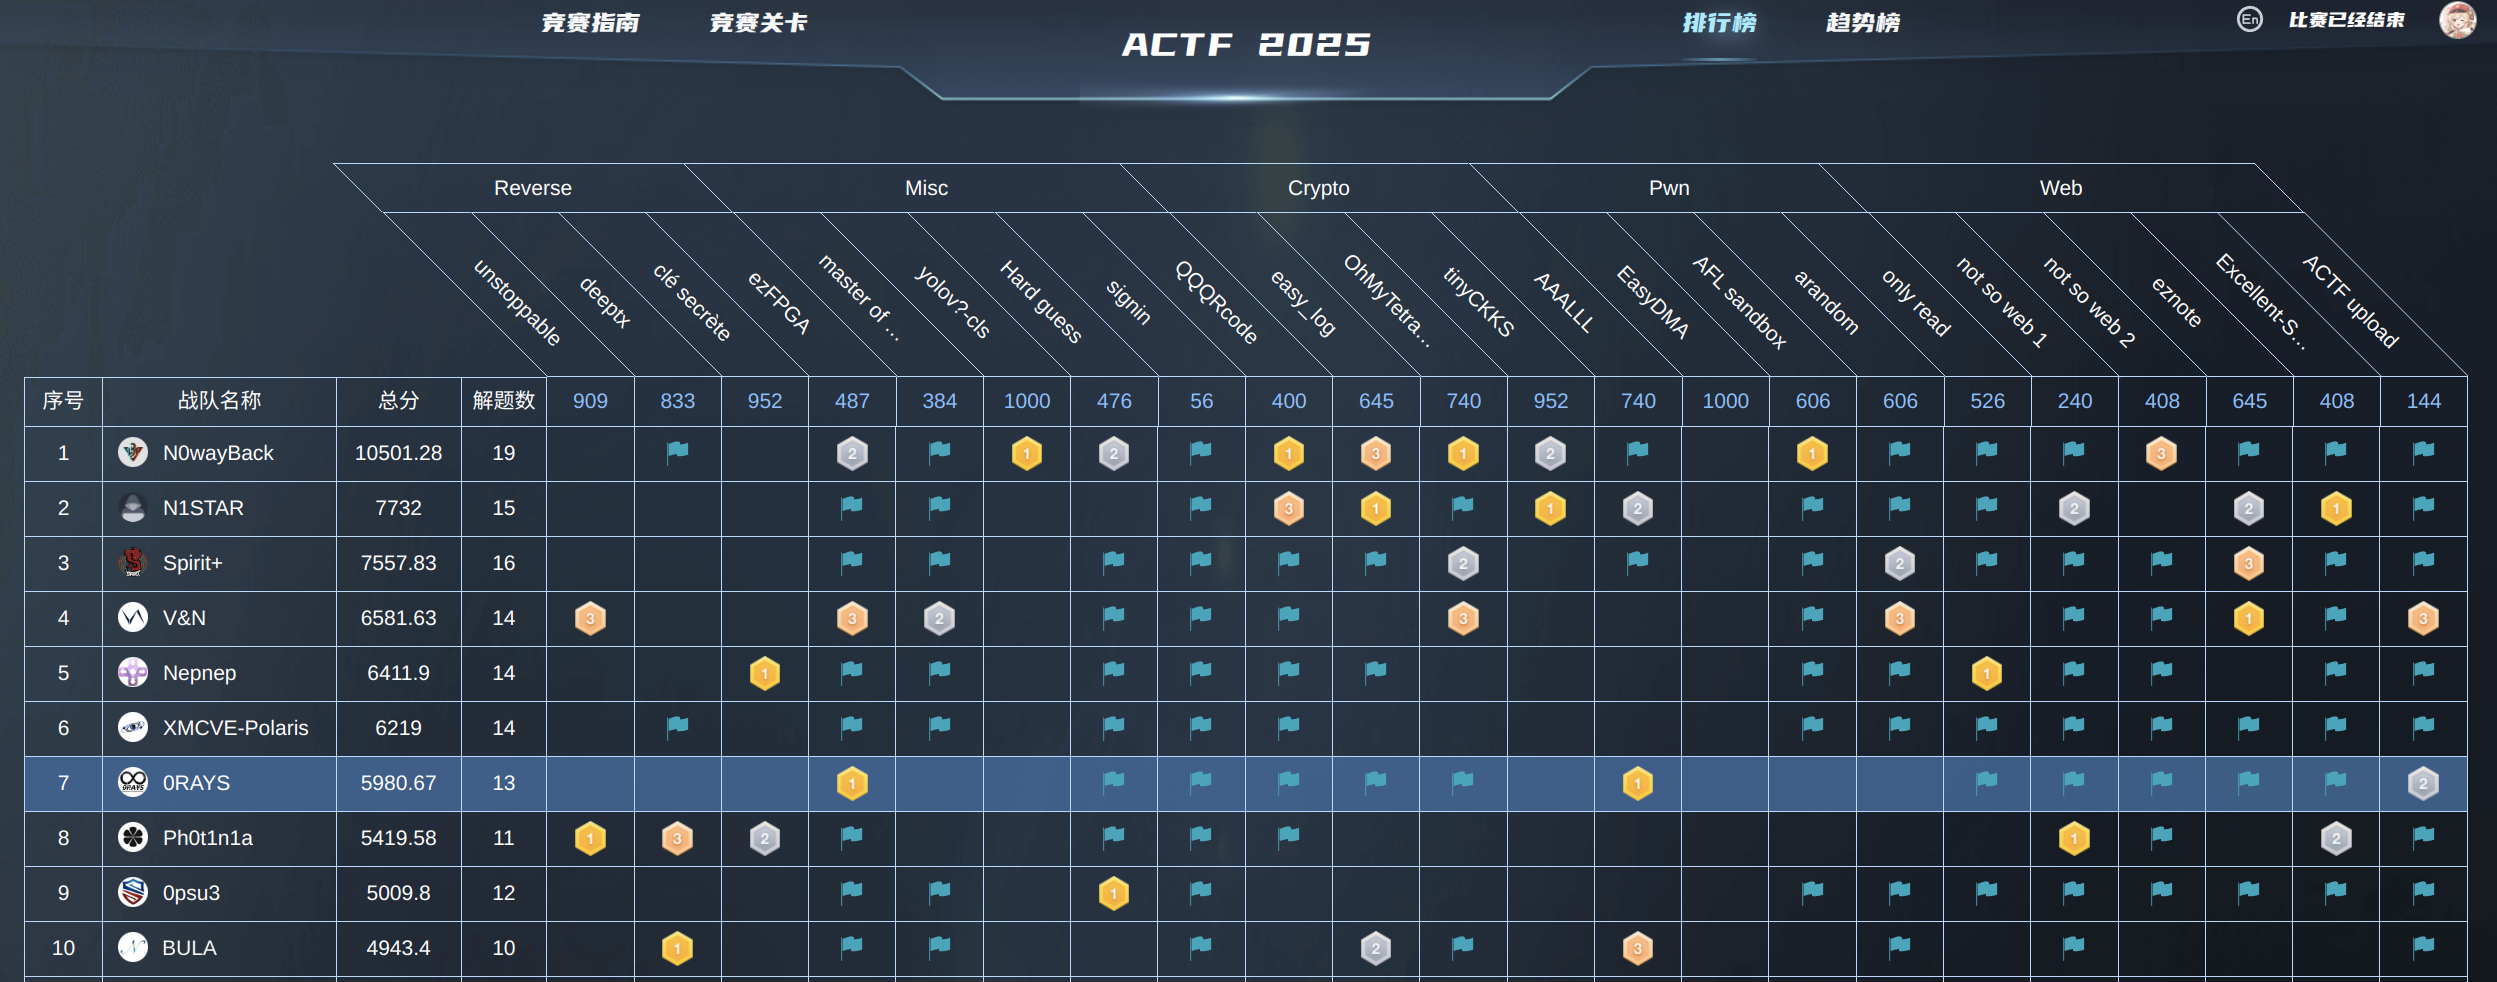 竞赛指南 竞赛关卡 ACTF 2025 排行榜 趋势榜 En 比赛已经结束
Reverse Misc Crypto Pwn Web
unstoppable deeptx clé secrète ezFPGA master of ... yolov?-cls Hard guess signin QQQRcode easy_log OhMyTetra... tinyCKKS AAALLL EasyDMA AFL sandbox arandom only read not so web 1 not so web 2 eznote Excellent-S... ACTF upload
序号 战队名称 总分 解题数 909 833 952 487 384 1000 476 56 400 645 740 952 740 1000 606 606 526 240 408 645 408 144
1 N0wayBack 10501.28 19 2 1 2 1 3 1 2 1 3
2 N1STAR 7732 15 3 1 1 2 2 2 1
3 Spirit+ 7557.83 16 2 2 3
4 V&N 6581.63 14 3 3 2 3 3 1 3
5 Nepnep 6411.9 14 1 1
6 XMCVE-Polaris 6219 14
7 0RAYS 0RAYS 5980.67 13 1 1 2
8 Ph0t1n1a 5419.58 11 1 3 2 1 2
9 0psu3 5009.8 12 1
10 BULA 4943.4 10 1 2 3